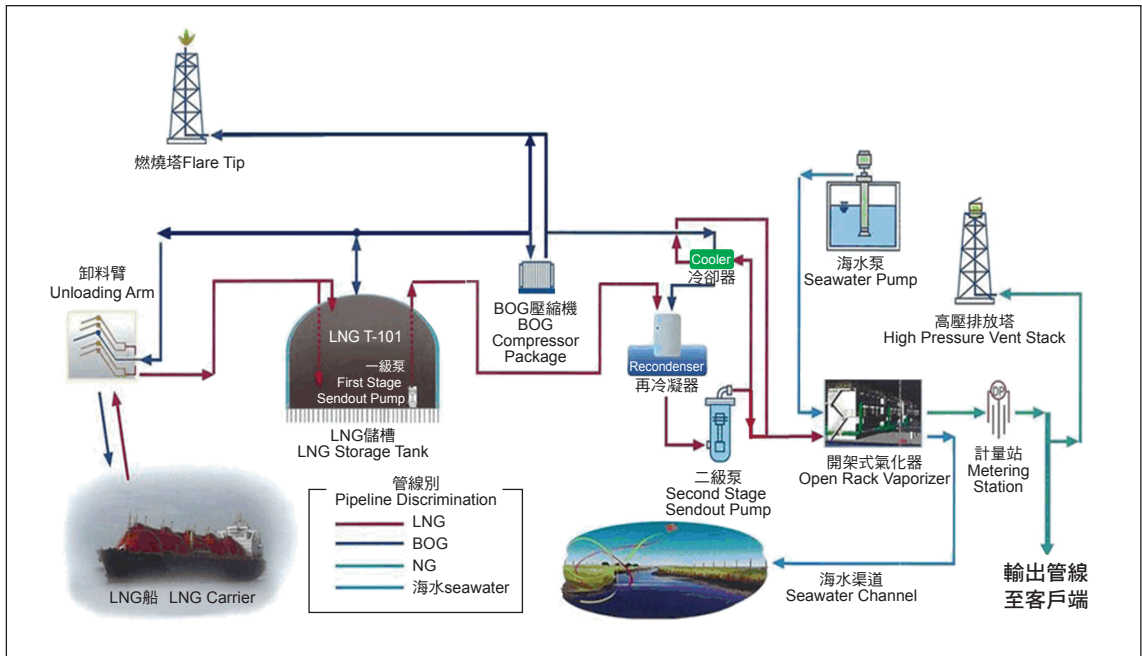 燃燒塔Flare Tip
卸料臂
Unloading Arm
LNG T-101
一級泵
First Stage
Sendout Pump
LNG儲槽
LNG Storage Tank
BOG壓縮機
BOG
Compressor
Package
Cooler
冷卻器
Recondenser
再冷凝器
二級泵
Second Stage
Sendout Pump
海水泵
Seawater Pump
高壓排放塔
High Pressure Vent Stack
開架式氣化器
Open Rack Vaporizer
計量站
Metering
Station
LNG船 LNG Carrier
管線別
Pipeline Discrimination
LNG
BOG
NG
海水seawater
海水渠道
Seawater Channel
輸出管線
至客戶端